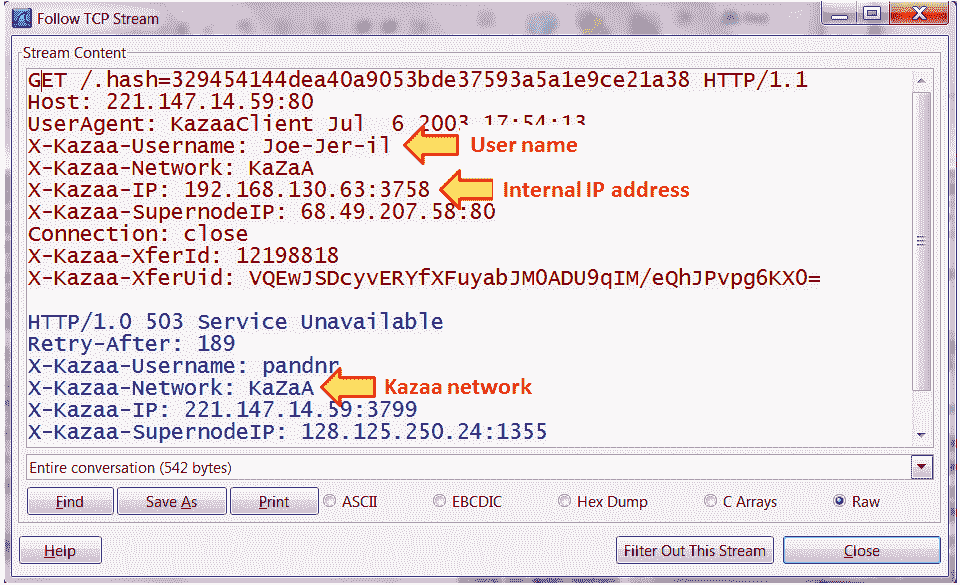 Follow TCP Stream
Stream Content
GET /.hash=329454144dea40a9053bde37593a5a1e9ce21a38 HTTP/1.1
Host: 221.147.14.59:80
UserAgent: KazaaClient Jul  6 2003 17:54:13
X-Kazaa-Username: Joe-Jer-il User name
X-Kazaa-Network: KaZaA
X-Kazaa-IP: 192.168.130.63:3758 Internal IP address
X-Kazaa-SupernodeIP: 68.49.207.58:80
Connection: close
X-Kazaa-XferId: 12198818
X-Kazaa-XferUid: VQEwJSDcyvERYfXFuyabJM0ADU9qIM/eQhJPvpg6KX0=
HTTP/1.0 503 Service Unavailable
Retry-After: 189
X-Kazaa-Username: pandnr
X-Kazaa-Network: KaZaA Kazaa network
X-Kazaa-IP: 221.147.14.59:3799
X-Kazaa-SupernodeIP: 128.125.250.24:1355
Entire conversation (542 bytes)
Find Save As Print ASCII EBCDIC Hex Dump C Arrays Raw
Help Filter Out This Stream Close